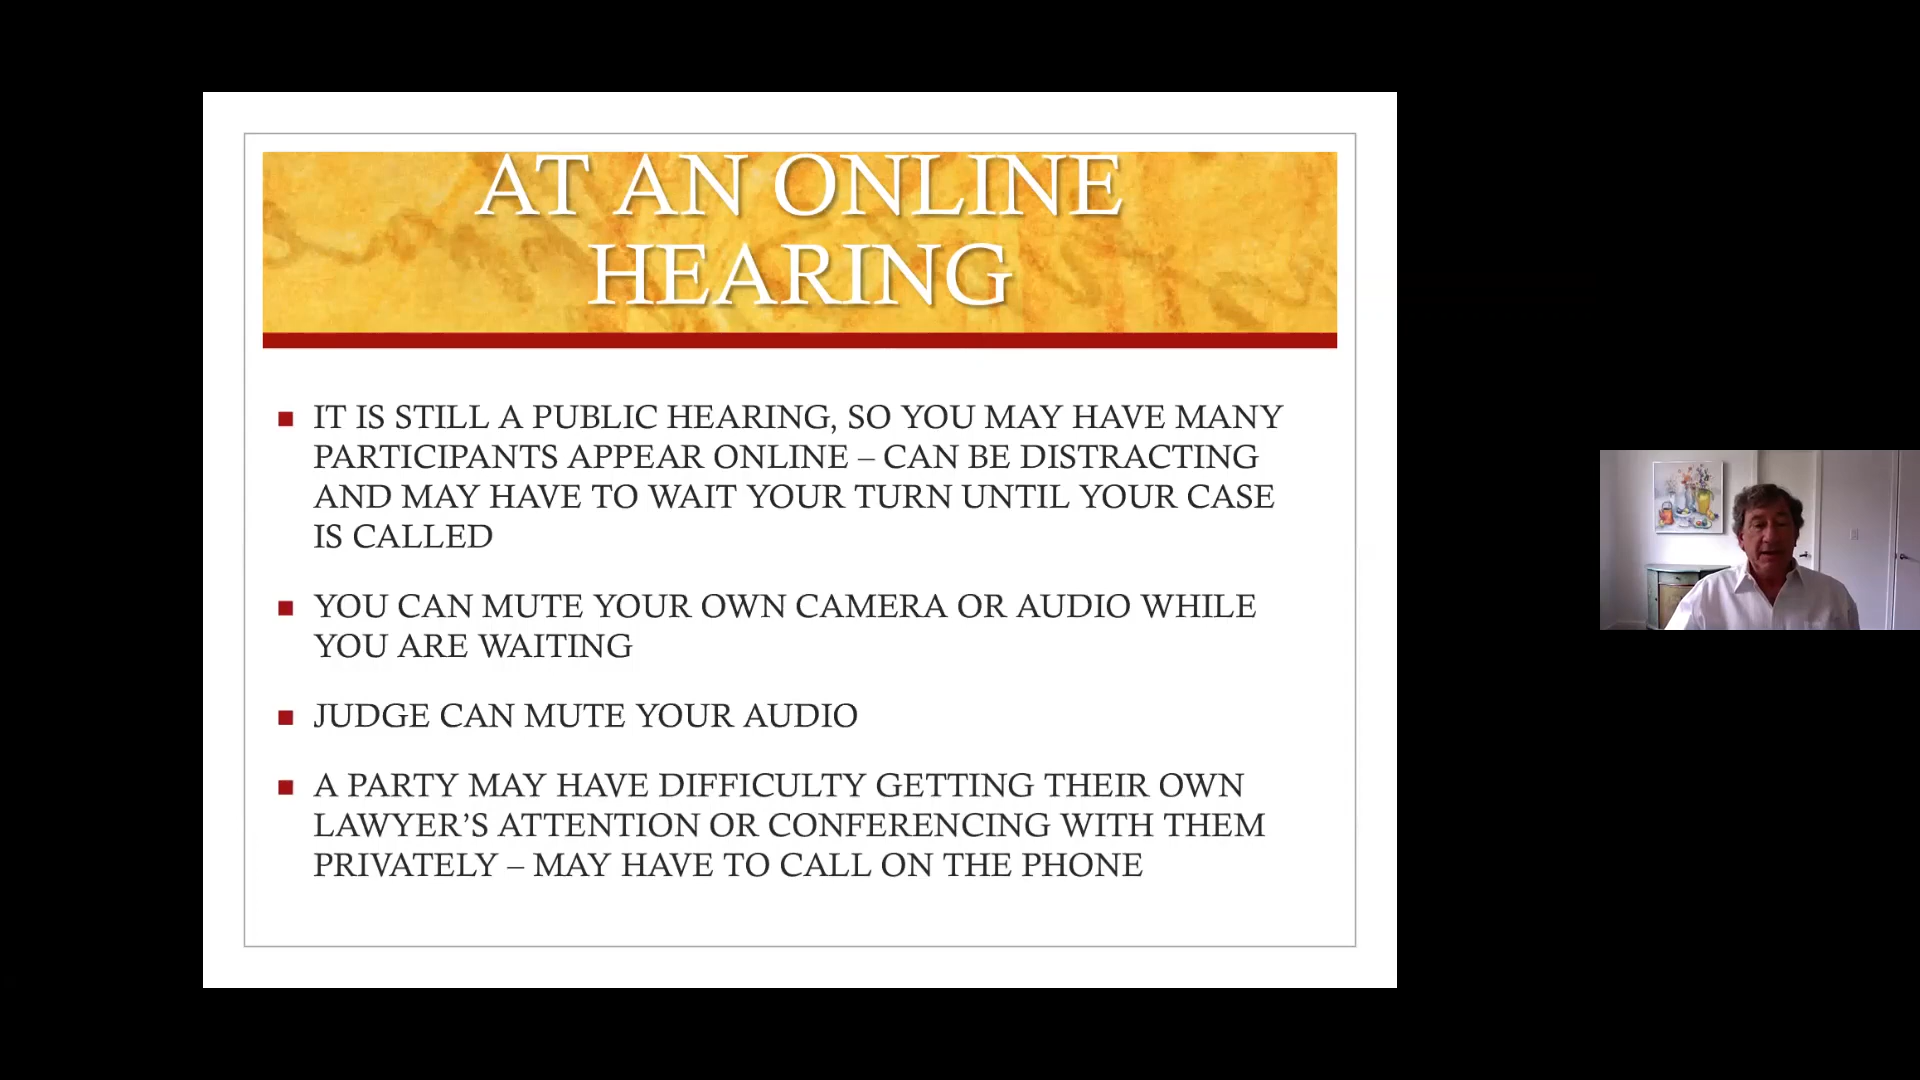 AT AN ONLINE
HEARING
IT IS STILL A PUBLIC HEARING, SO YOU MAY HAVE MANY
PARTICIPANTS APPEAR ONLINE – CAN BE DISTRACTING
AND MAY HAVE TO WAIT YOUR TURN UNTIL YOUR CASE
IS CALLED
YOU CAN MUTE YOUR OWN CAMERA OR AUDIO WHILE
YOU ARE WAITING
JUDGE CAN MUTE YOUR AUDIO
A PARTY MAY HAVE DIFFICULTY GETTING THEIR OWN
LAWYER’S ATTENTION OR CONFERENCING WITH THEM
PRIVATELY – MAY HAVE TO CALL ON THE PHONE